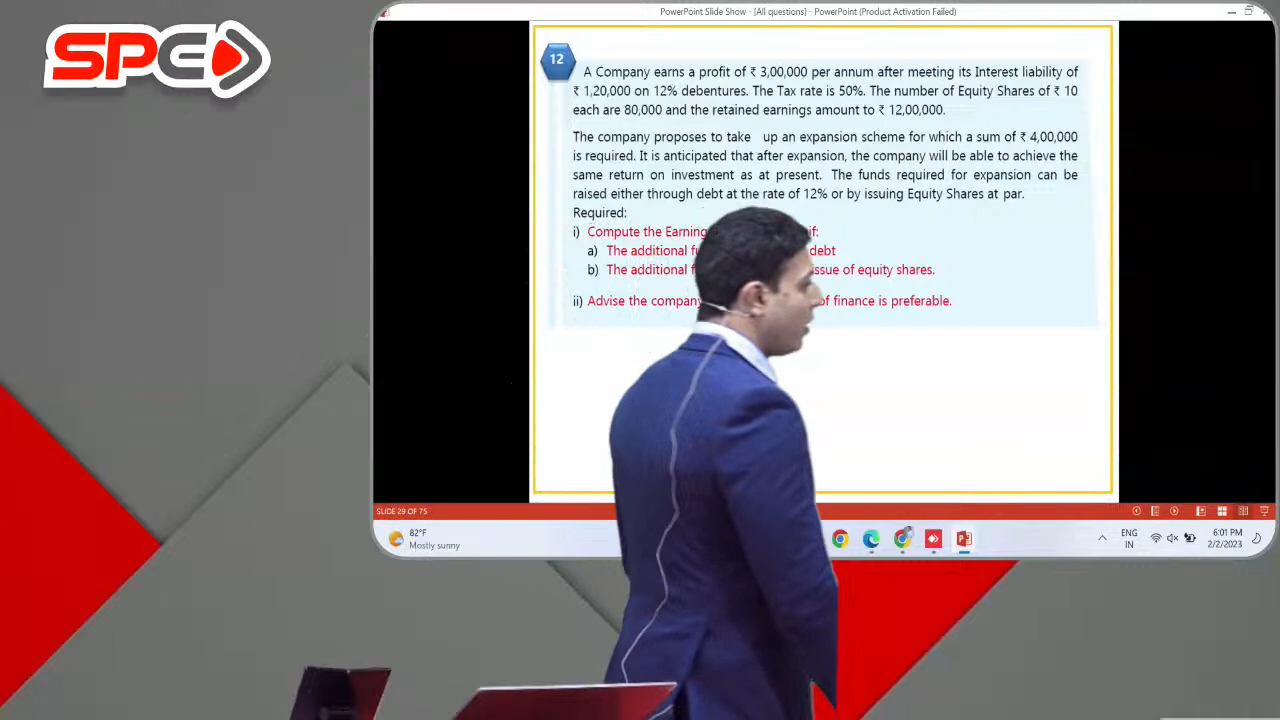 SPED
PowerPoint Slide Show - [All questions] - PowerPoint (Product Activation Failed)
12
A Company earns a profit of ₹ 3,00,000 per annum after meeting its Interest liability of
₹ 1,20,000 on 12% debentures. The Tax rate is 50%. The number of Equity Shares of ₹ 10
each are 80,000 and the retained earnings amount to ₹ 12,00,000.
The company proposes to take up an expansion scheme for which a sum of ₹ 4,00,000
is required. It is anticipated that after expansion, the company will be able to achieve the
same return on investment as at present. The funds required for expansion can be
raised either through debt at the rate of 12% or by issuing Equity Shares at par.
Required:
i) Compute the Earning if:
a) The additional debt
b) The additional issue of equity shares.
ii) Advise the company of finance is preferable.
SLIDE 29 OF 75
82°F
Mostly sunny
ENG
IN
6:01 PM
2/2/2023